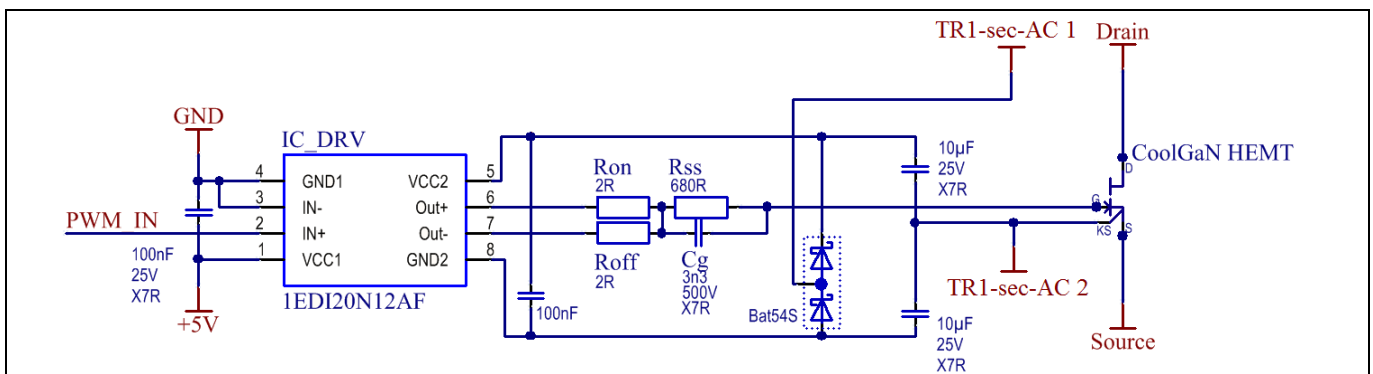 TR1-sec-AC 1
Drain
GND
IC_DRV
10µF
25V
X7R
CoolGaN HEMT
D
4
GND1
VCC2
5
Ron
2R
Rss
680R
3
IN-
Out+
6
G
PWM_IN
2
IN+
Out-
7
KS
S
100nF
25V
X7R
1
VCC1
GND2
8
Roff
2R
Cg
3n3
500V
X7R
TR1-sec-AC 2
1EDI20N12AF
100nF
Bat54S
+5V
10µF
25V
X7R
Source